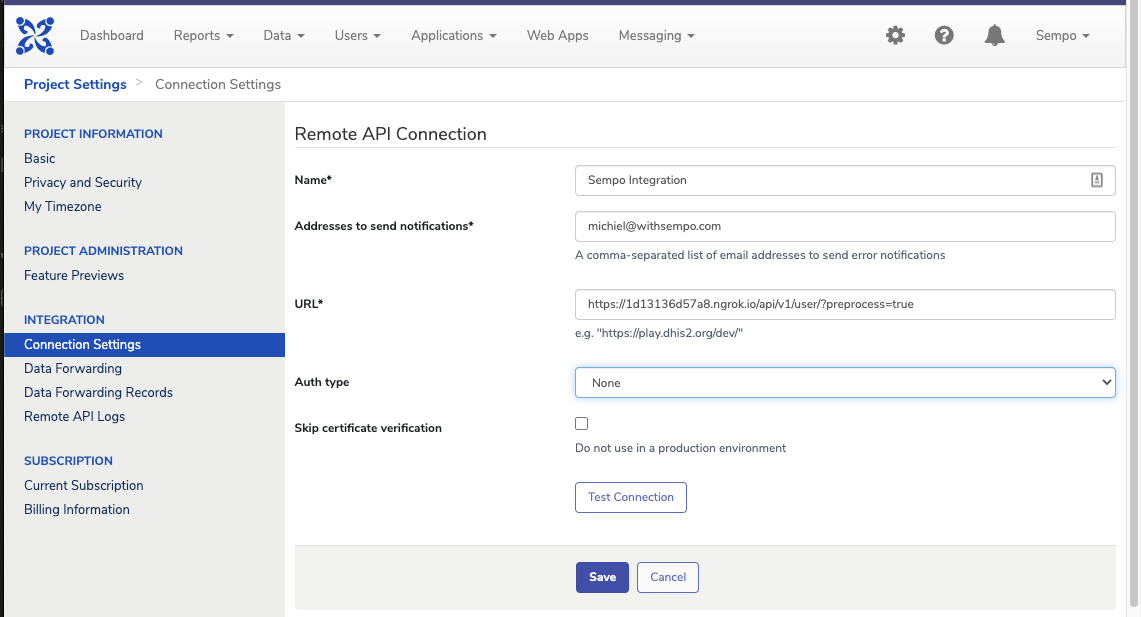 Dashboard Reports Data Users Applications Web Apps Messaging Sempo
Project Settings > Connection Settings
PROJECT INFORMATION
Basic
Privacy and Security
My Timezone
PROJECT ADMINISTRATION
Feature Previews
INTEGRATION
Connection Settings
Data Forwarding
Data Forwarding Records
Remote API Logs
SUBSCRIPTION
Current Subscription
Billing Information
Remote API Connection
Name* Sempo Integration
Addresses to send notifications* michiel@withsempo.com
A comma-separated list of email addresses to send error notifications
URL* https://1d13136d57a8.ngrok.io/api/v1/user/?preprocess=true
e.g. "https://play.dhis2.org/dev/"
Auth type None
Skip certificate verification
Do not use in a production environment
Test Connection
Save Cancel